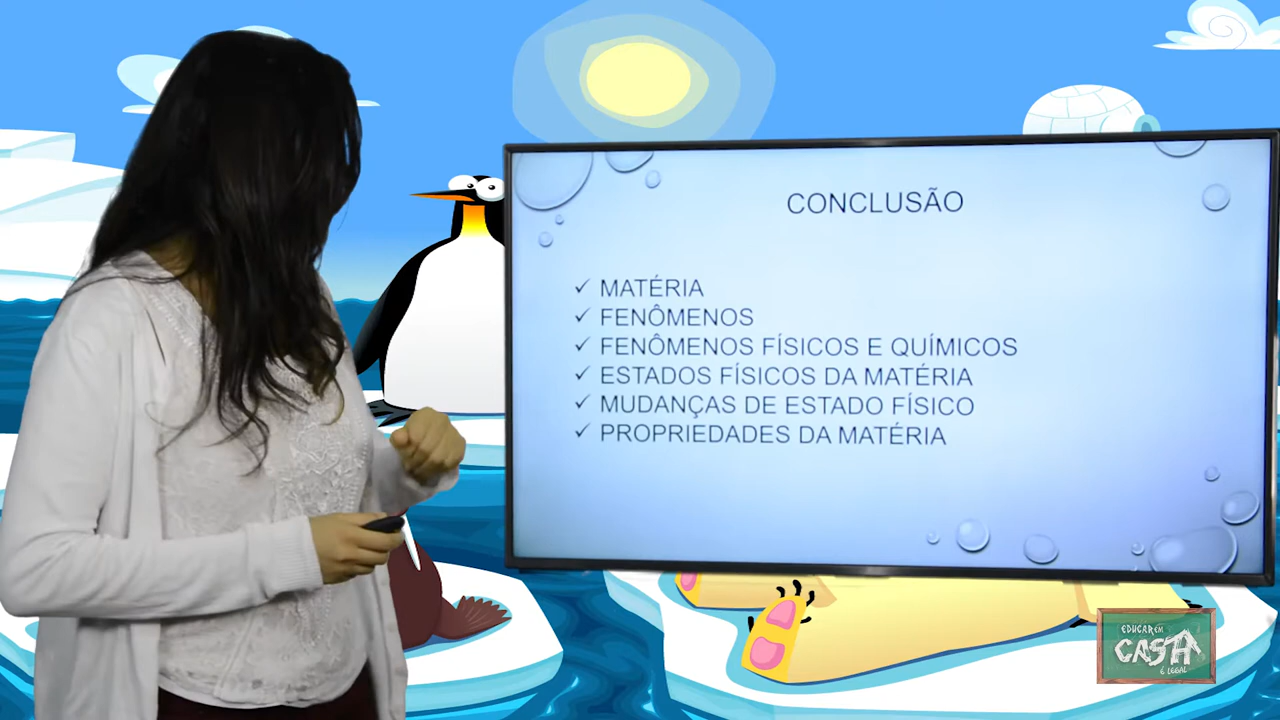 CONCLUSÃO
✓ MATÉRIA
✓ FENÔMENOS
✓ FENÔMENOS FÍSICOS E QUÍMICOS
✓ ESTADOS FÍSICOS DA MATÉRIA
✓ MUDANÇAS DE ESTADO FÍSICO
✓ PROPRIEDADES DA MATÉRIA
EDUCAR EM
CASA
É LEGAL